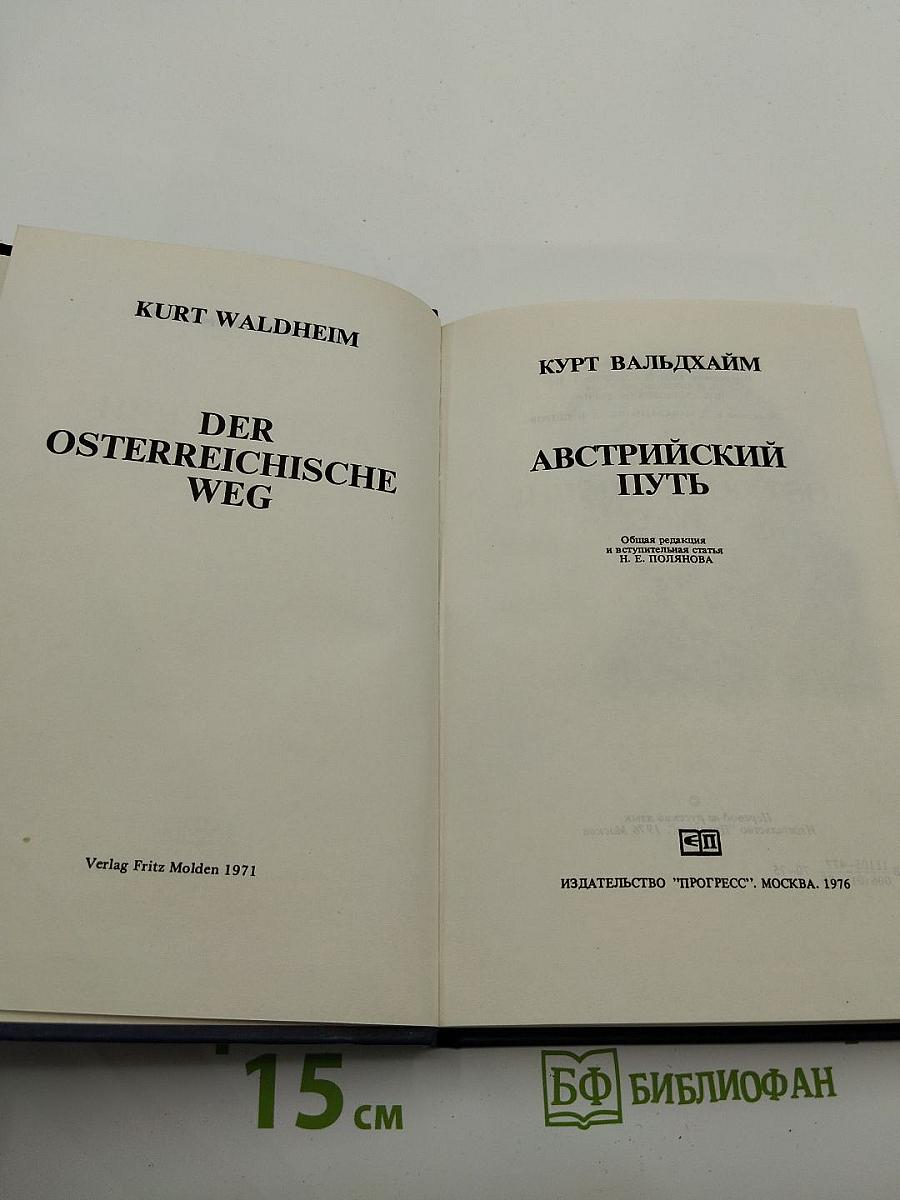 KURT WALDHEIM
DER
OSTERREICHISCHE
WEG
Verlag Fritz Molden 1971
КУРТ ВАЛЬДХАЙМ
АВСТРИЙСКИЙ
ПУТЬ
Общая редакция
и вступительная статья
Н. Е. ПОЛЯНОВА
ИЗДАТЕЛЬСТВО "ПРОГРЕСС". МОСКВА. 1976
15 см
БФ БИБЛИОФАН